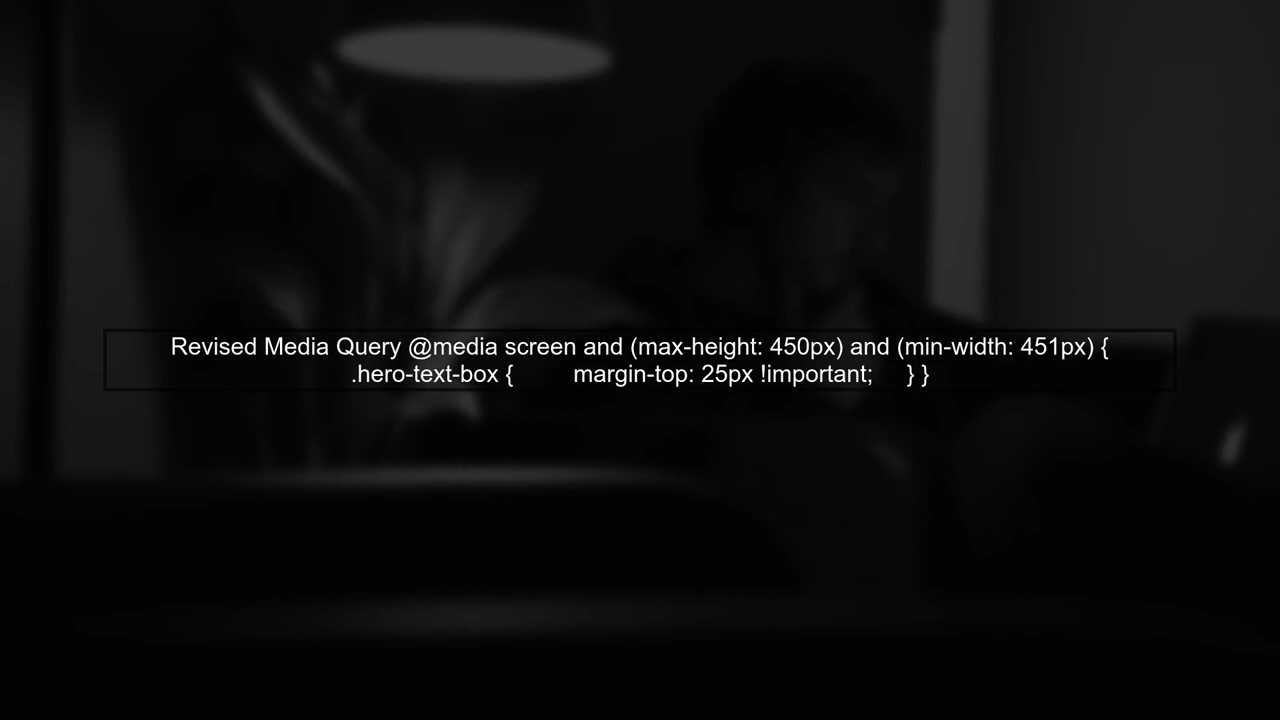 Revised Media Query @media screen and (max-height: 450px) and (min-width: 451px) {
.hero-text-box {         margin-top: 25px !important;     } }